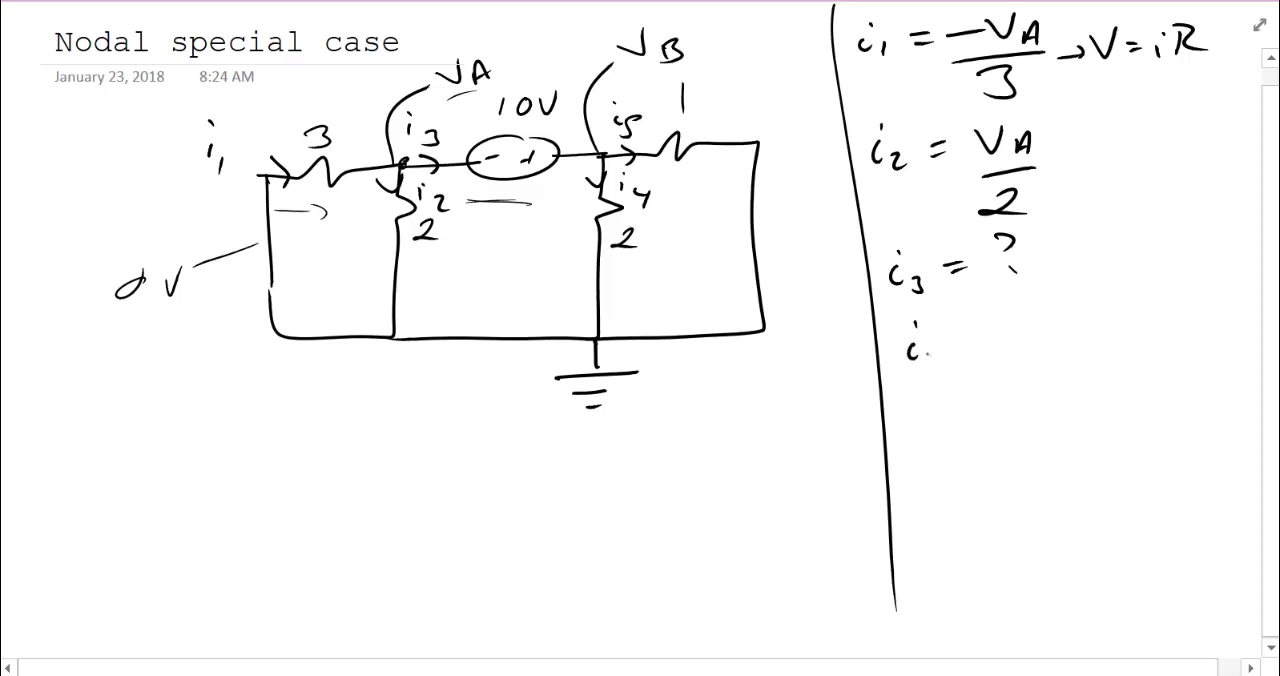 Nodal special case
January 23, 2018 8:24 AM
VA
VB
i1
3
i3
10V
i5
1
- +
i2
2
i4
2
0V
i1 = -VA/3 → V = iR
i2 = VA/2
i3 = ?
i